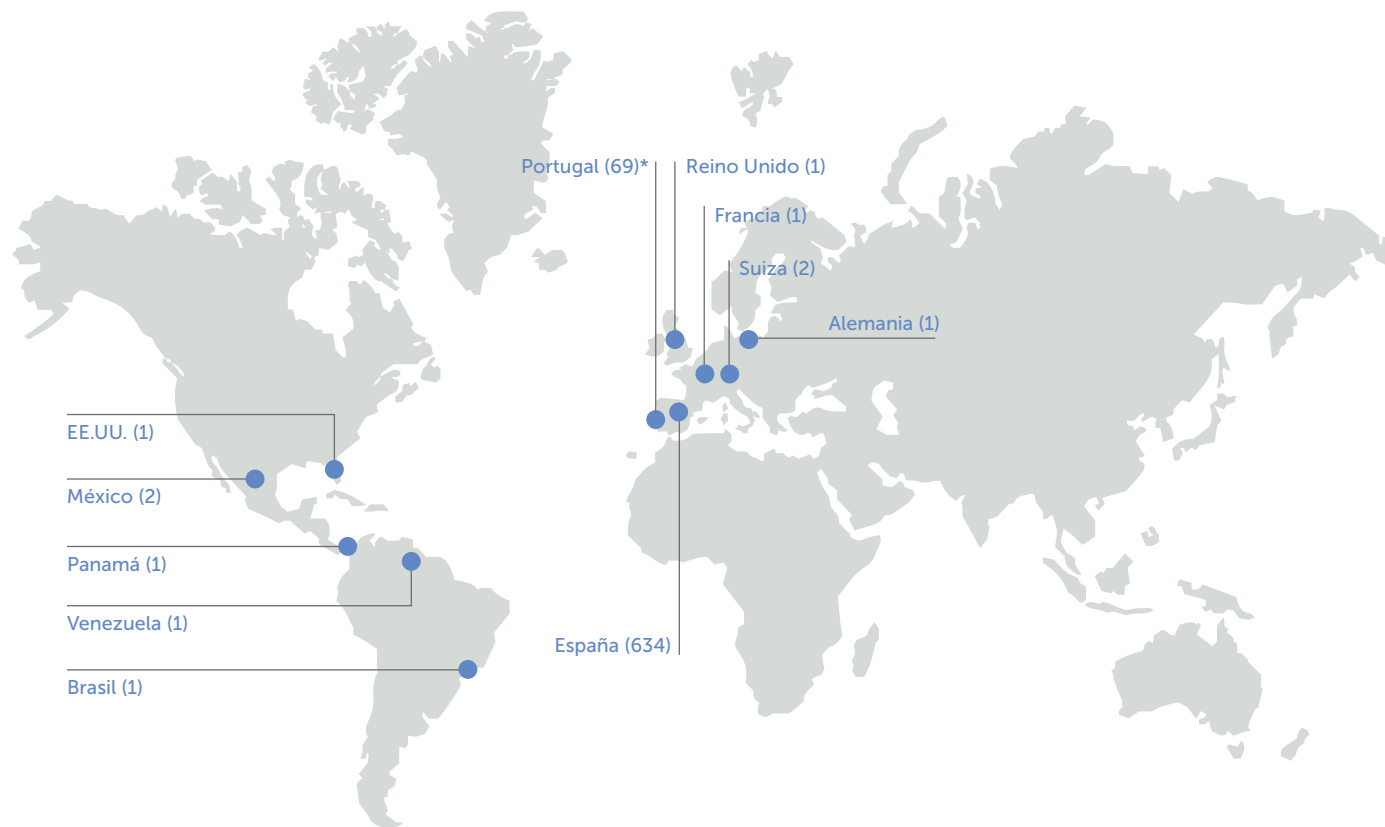 Portugal (69)*
Reino Unido (1)
Francia (1)
Suiza (2)
Alemania (1)
EE.UU. (1)
México (2)
Panamá (1)
Venezuela (1)
España (634)
Brasil (1)